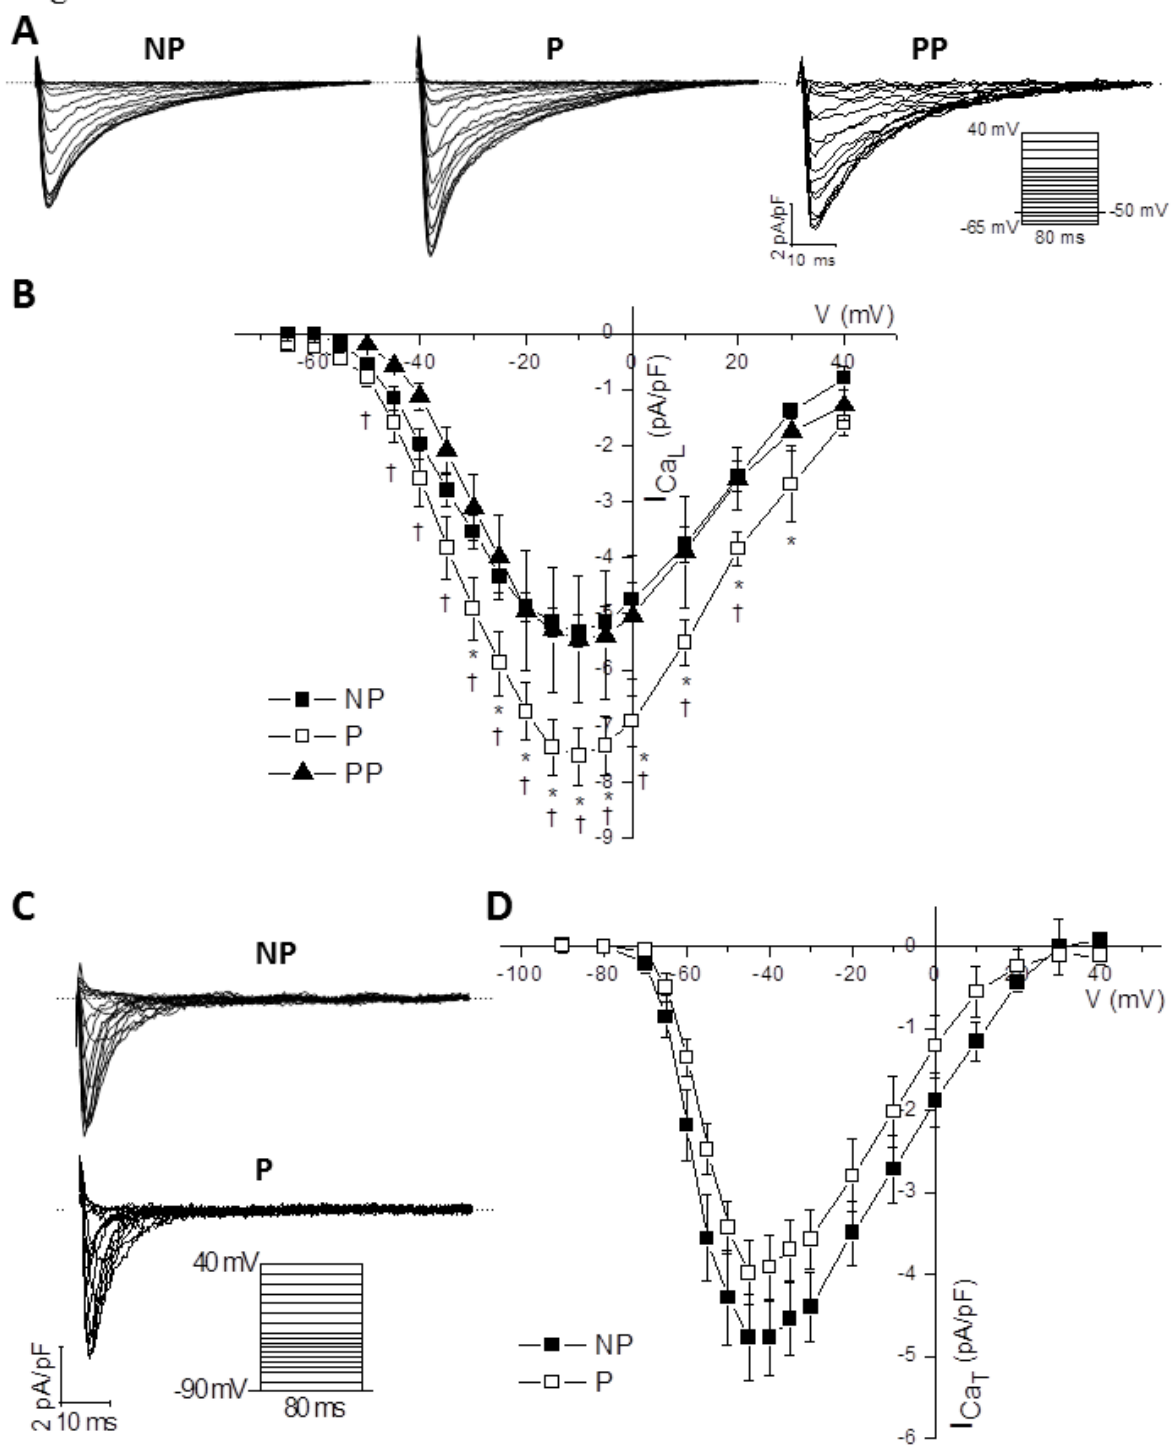 A
NP
P
PP
40 mV
-65 mV
-50 mV
80 ms
2 pA/pF
10 ms
B
V (mV)
0
-60
-40
-20
0
20
40
-1
-2
-3
-4
-5
-6
-7
-8
-9
ICaL (pA/pF)
†
†
†
†
*
†
*
†
*
†
*
†
*
†
*
†
*
†
*
†
*
†
*
NP
P
PP
C
NP
P
40 mV
-90 mV
80 ms
2 pA/pF
10 ms
D
0
-100
-80
-60
-40
-20
0
20
40
V (mV)
-1
-2
-3
-4
-5
-6
ICaT (pA/pF)
NP
P